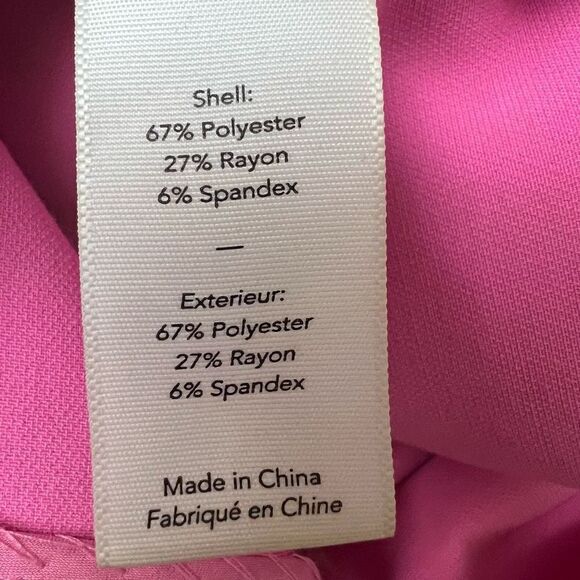 Shell:
67% Polyester
27% Rayon
6% Spandex
—
Exterieur:
67% Polyester
27% Rayon
6% Spandex
Made in China
Fabriqué en Chine